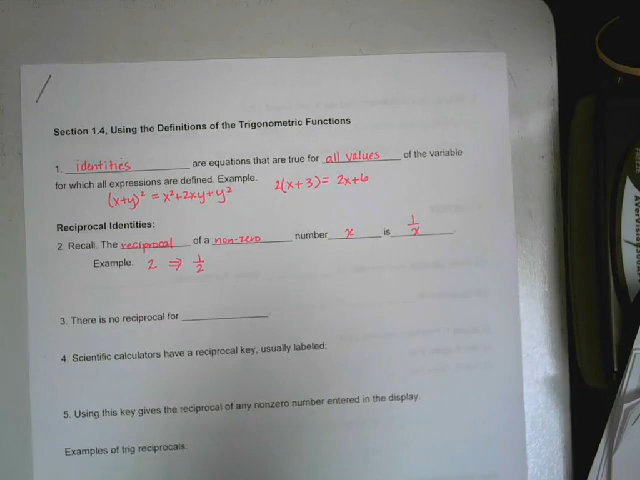 Section 1.4, Using the Definitions of the Trigonometric Functions
1. identities are equations that are true for all values of the variable
for which all expressions are defined. Example. 2(x+3) = 2x+6
(x+y)² = x²+2xy+y²
Reciprocal Identities:
2. Recall. The reciprocal of a non-zero number x is 1/x.
Example. 2 ⇒ 1/2
3. There is no reciprocal for
4. Scientific calculators have a reciprocal key, usually labeled:
5. Using this key gives the reciprocal of any nonzero number entered in the display.
Examples of trig reciprocals: